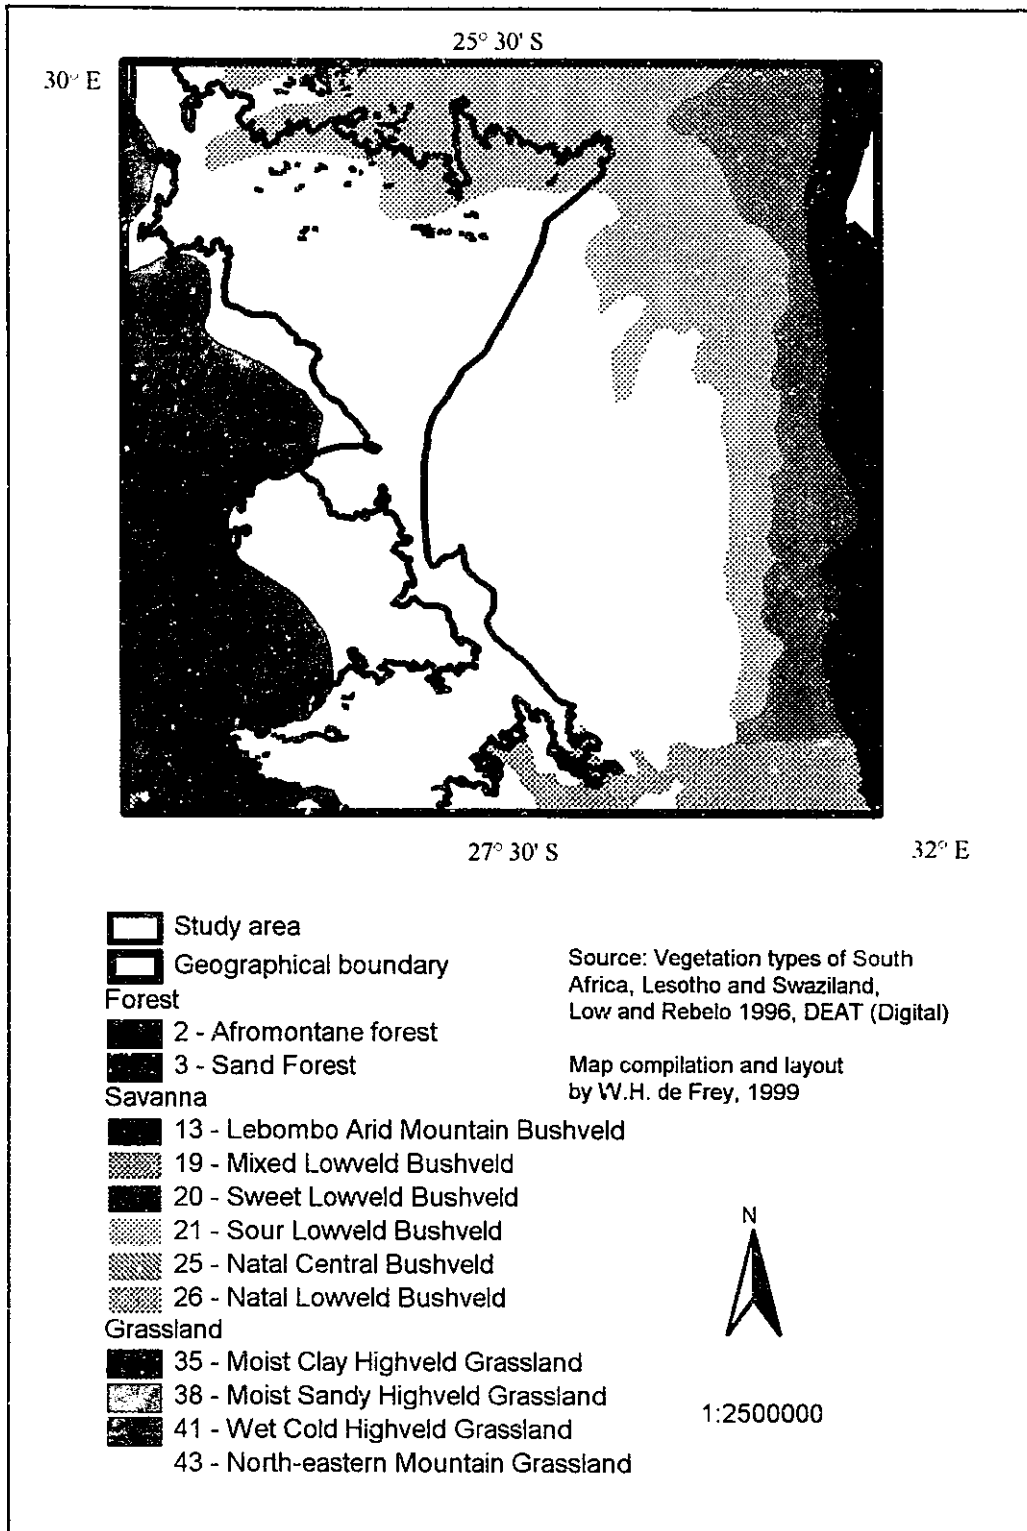 25° 30' S
30° E
27° 30' S
32° E
Study area
Geographical boundary
Forest
2 - Afromontane forest
3 - Sand Forest
Savanna
13 - Lebombo Arid Mountain Bushveld
19 - Mixed Lowveld Bushveld
20 - Sweet Lowveld Bushveld
21 - Sour Lowveld Bushveld
25 - Natal Central Bushveld
26 - Natal Lowveld Bushveld
Grassland
35 - Moist Clay Highveld Grassland
38 - Moist Sandy Highveld Grassland
41 - Wet Cold Highveld Grassland
43 - North-eastern Mountain Grassland
Source: Vegetation types of South
Africa, Lesotho and Swaziland,
Low and Rebelo 1996, DEAT (Digital)
Map compilation and layout
by W.H. de Frey, 1999
N
1:2500000